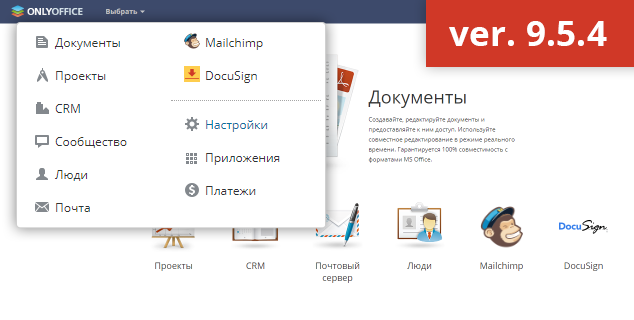 ONLYOFFICE
Выбрать
ver. 9.5.4
Документы
Проекты
CRM
Сообщество
Люди
Почта
Mailchimp
DocuSign
Настройки
Приложения
Платежи
Документы
Создавайте, редактируйте документы и
предоставляйте к ним доступ. Используйте
совместное редактирование в режиме реального
времени. Гарантируется 100% совместимость с
форматами MS Office.
DocuSign
Проекты
CRM
Почтовый
сервер
Люди
Mailchimp
DocuSign